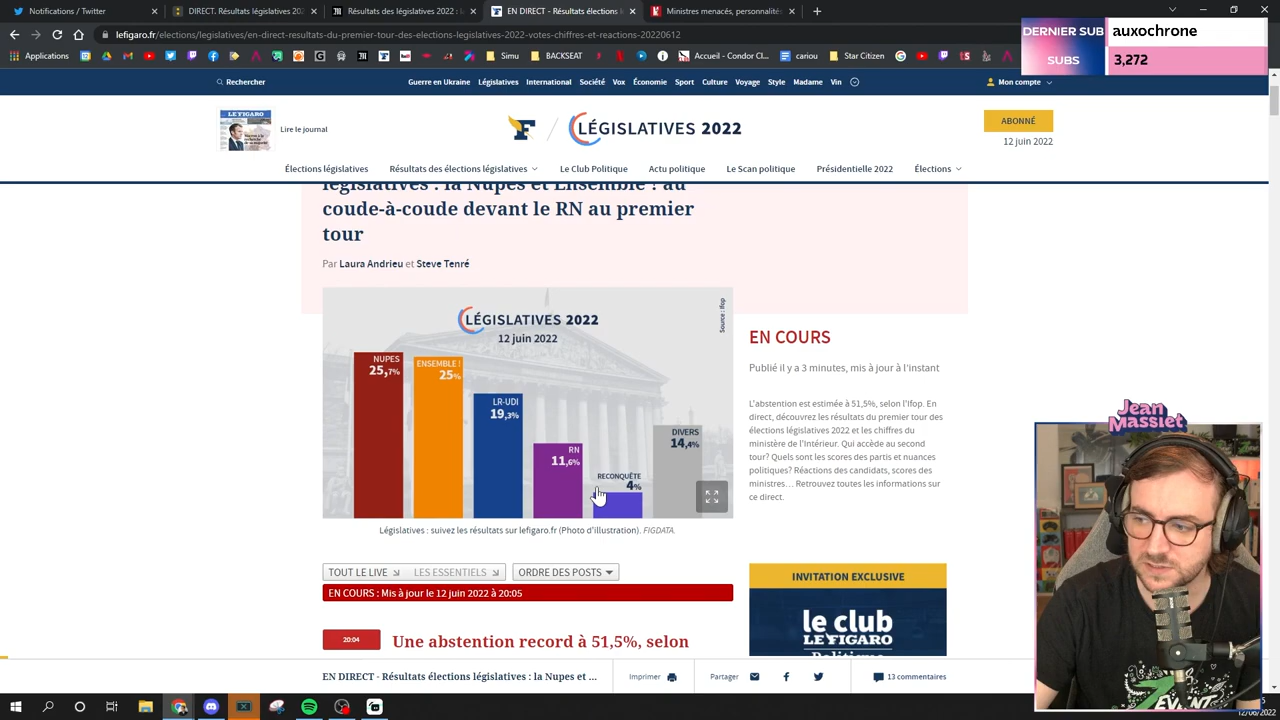 DIRECT. Résultats
Résultats 2022 :
BACKSEAT -
Résultats élec
Ministres menacés, composit
lefigaro.fr/elections/legislatives/en-direct-resultats-du-premier-tour-des-elections-legislatives-2022-votes-chiffres-et-reactions-20220612
Applications
Simu
BACKSEAT
Accueil - Condor Cl...
cariou
Star Citizen
DERNIER SUB
auxochrone
SUBS
3,272
Rechercher
Guerre en Ukraine
Législatives
International
Société
Vox
Économie
Sport
Culture
Voyage
Style
Madame
Vin
Mon compte
LE FIGARO
Lire le journal
F
LÉGISLATIVES 2022
ABONNÉ
12 juin 2022
Élections législatives
Résultats des élections législatives
Le Club Politique
Actu politique
Le Scan politique
Présidentielle 2022
Élections
législatives : la Nupes et Ensemble ! au
coude-à-coude devant le RN au premier
tour
Par Laura Andrieu et Steve Tenré
LÉGISLATIVES 2022
12 juin 2022
Source : Ifop
NUPES
25,7%
ENSEMBLE !
25%
LR-UDI
19,3%
RN
11,6%
RECONQUÊTE
4%
DIVERS
14,4%
Législatives : suivez les résultats sur lefigaro.fr (Photo d'illustration). FIGDATA.
EN COURS
Publié il y a 3 minutes, mis à jour à l'instant
L'abstention est estimée à 51,5%, selon l'Ifop. En
direct, découvrez les résultats du premier tour des
élections législatives 2022 et les chiffres du
ministère de l'Intérieur. Qui accède au second
tour? Quels sont les scores des partis et nuances
politiques? Réactions des candidats, scores des
ministres… Retrouvez toutes les informations sur
ce direct.
TOUT LE LIVE
LES ESSENTIELS
ORDRE DES POSTS
EN COURS : Mis à jour le 12 juin 2022 à 20:05
20:04
Une abstention record à 51,5%, selon
INVITATION EXCLUSIVE
le club
LE FIGARO
Politique
Jean
Massiet
EN DIRECT - Résultats élections législatives : la Nupes et ...
Imprimer
Partager
13 commentaires
ZEVENT
12/06/2022